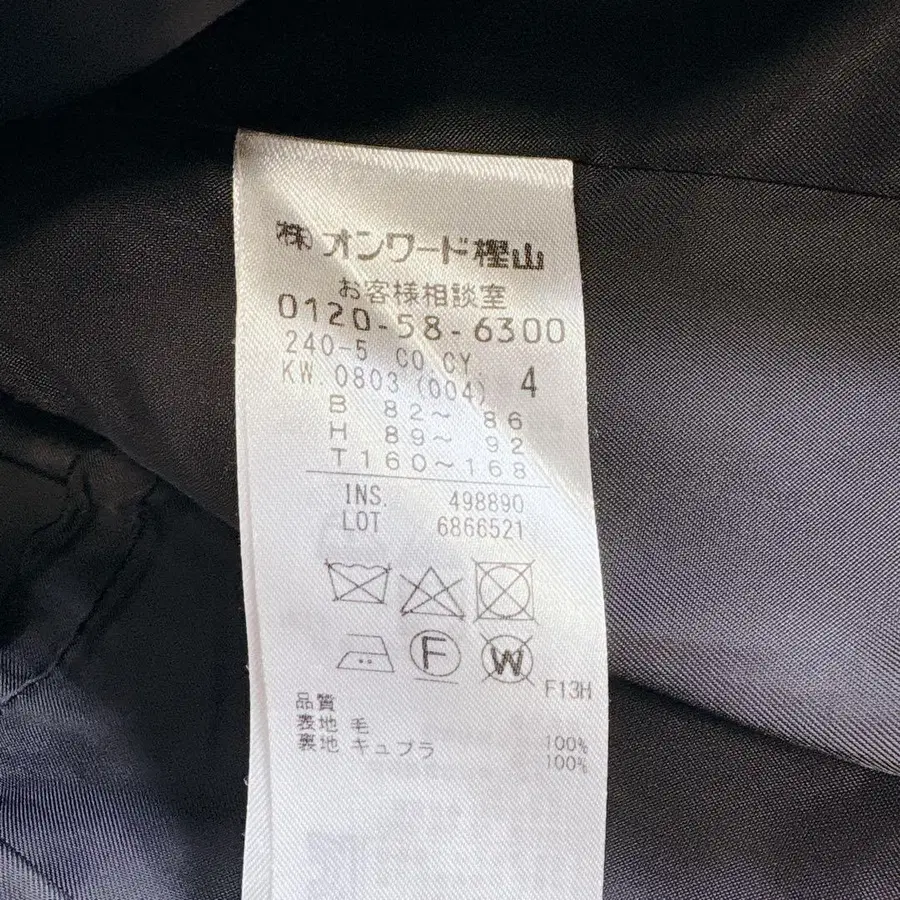 ㈱オンワード樫山
お客様相談室
0120-58-6300
240-5 CO CY. 4
KW. 0803 (004)
B 82～ 86
H 89～ 92
T160～168
INS. 498890
LOT 6866521
F
W
F13H
品質
表地 毛 100%
裏地 キュプラ 100%